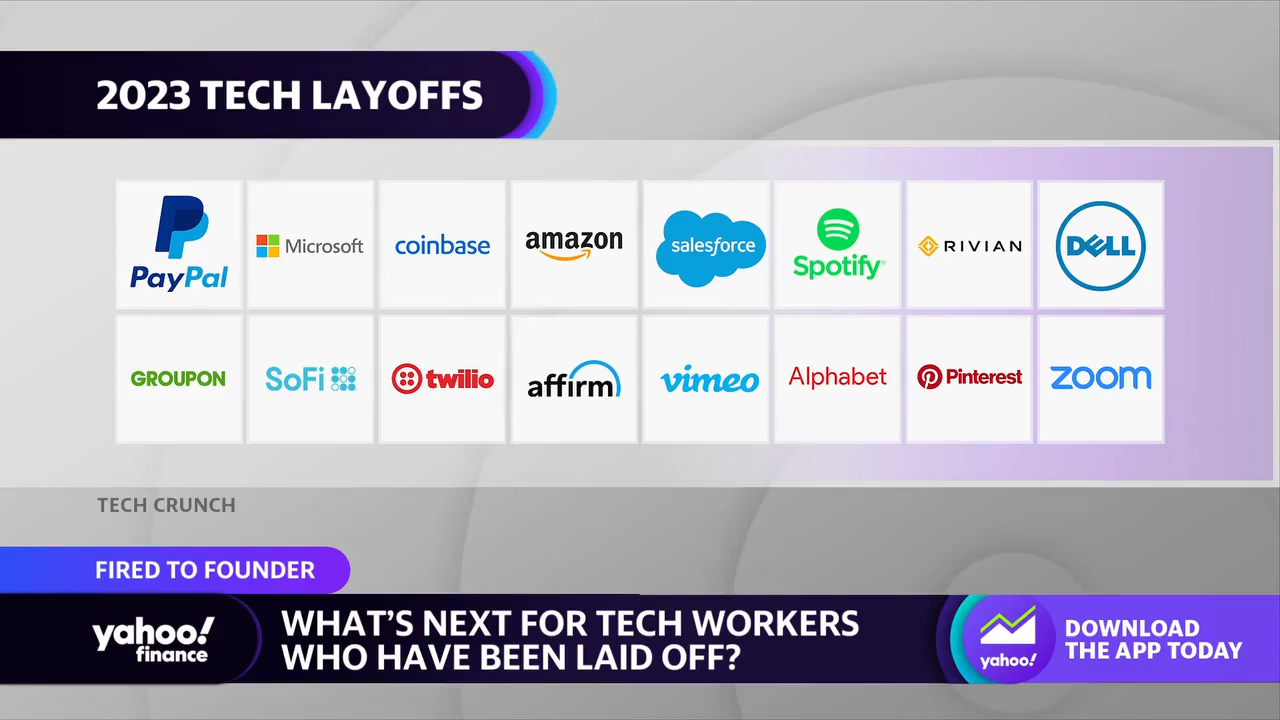 2023 TECH LAYOFFS
PayPal
Microsoft
coinbase
amazon
salesforce
Spotify®
RIVIAN
DELL
GROUPON
SoFi
twilio
affirm
vimeo
Alphabet
Pinterest
zoom
TECH CRUNCH
FIRED TO FOUNDER
yahoo!
finance
WHAT'S NEXT FOR TECH WORKERS
WHO HAVE BEEN LAID OFF?
yahoo!
DOWNLOAD
THE APP TODAY